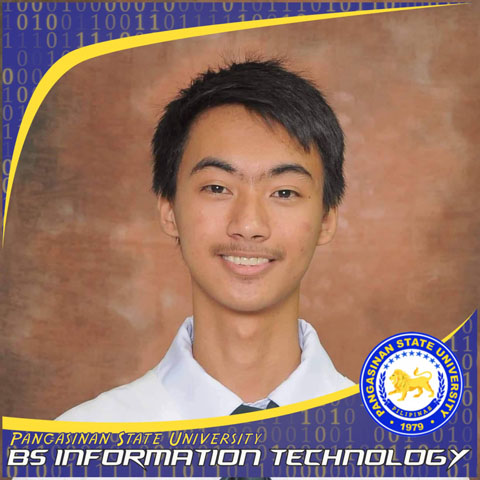 PANGASINAN STATE UNIVERSITY
PILIPINAS
1979
PANGASINAN STATE UNIVERSITY
BS INFORMATION TECHNOLOGY